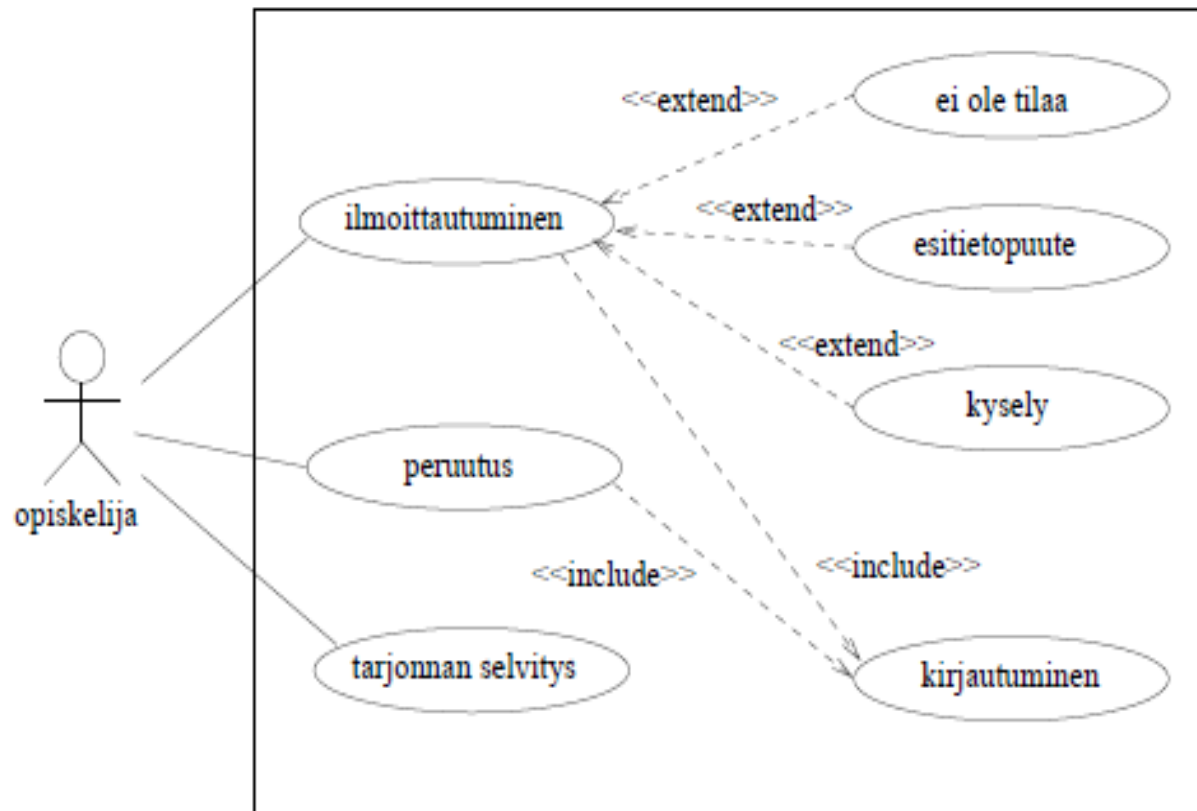 ei ole tilaa
<<extend>>
ilmoittautuminen
<<extend>>
esitietopuute
<<extend>>
kysely
peruutus
opiskelija
<<include>>
<<include>>
tarjonnan selvitys
kirjautuminen